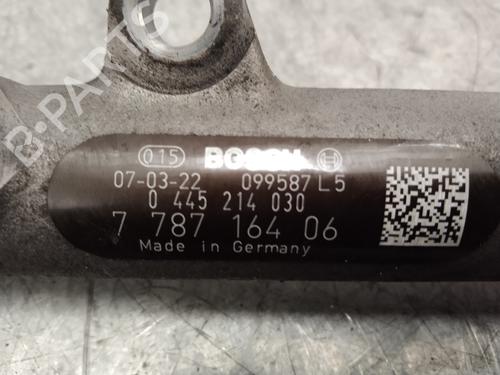 B-PARTS
015 BOSCH
07-03-22 099587 L5
0 445 214 030
7 787 164 06
Made in Germany